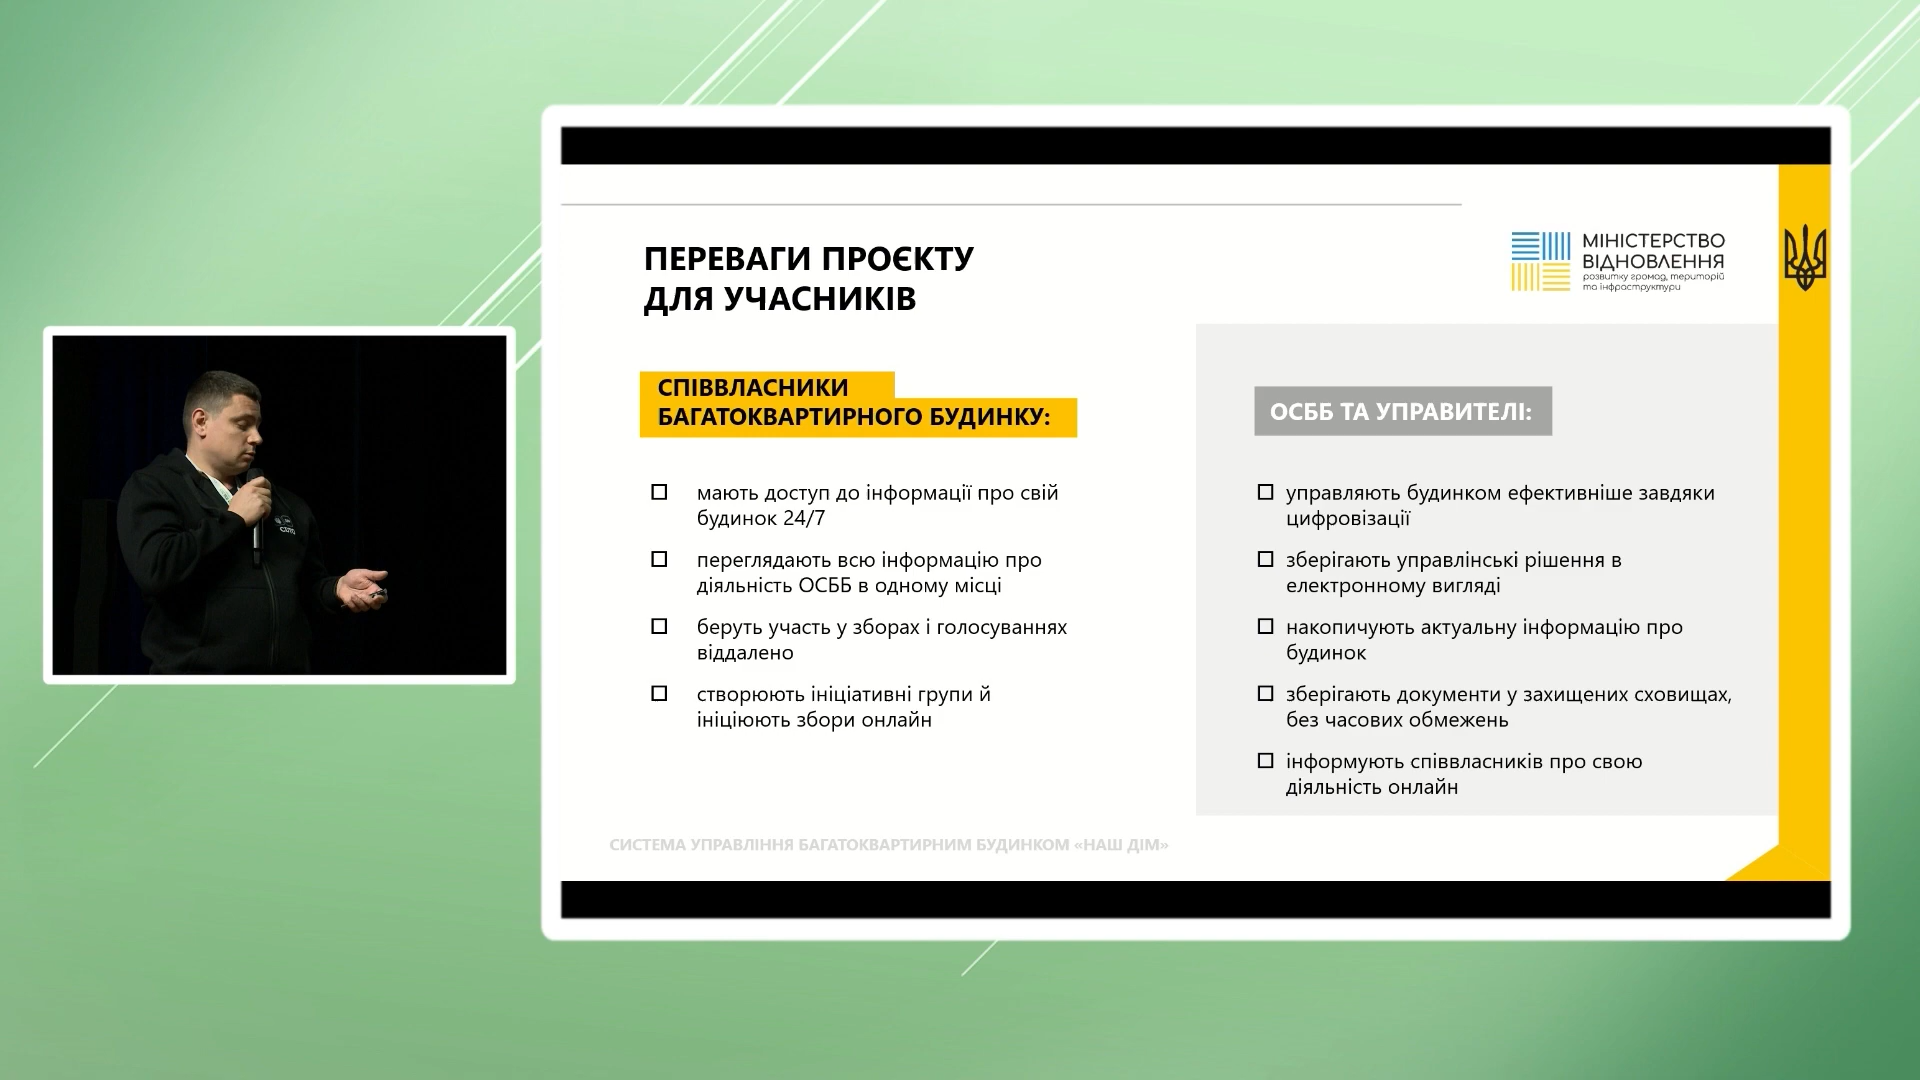 ПЕРЕВАГИ ПРОЄКТУ
ДЛЯ УЧАСНИКІВ
МІНІСТЕРСТВО
ВІДНОВЛЕННЯ
розвитку громад, територій
та інфраструктури
СПІВВЛАСНИКИ
БАГАТОКВАРТИРНОГО БУДИНКУ:
мають доступ до інформації про свій
будинок 24/7
переглядають всю інформацію про
діяльність ОСББ в одному місці
беруть участь у зборах і голосуваннях
віддалено
створюють ініціативні групи й
ініціюють збори онлайн
ОСББ ТА УПРАВИТЕЛІ:
управляють будинком ефективніше завдяки
цифровізації
зберігають управлінські рішення в
електронному вигляді
накопичують актуальну інформацію про
будинок
зберігають документи у захищених сховищах,
без часових обмежень
інформують співвласників про свою
діяльність онлайн
СИСТЕМА УПРАВЛІННЯ БАГАТОКВАРТИРНИМ БУДИНКОМ «НАШ ДІМ»